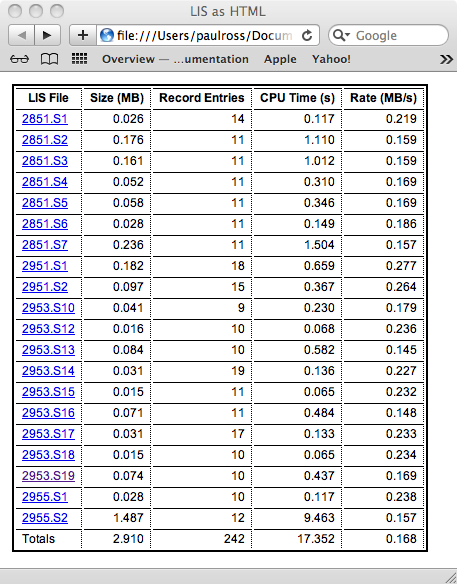 LIS as HTML
file:///Users/paulross/Docum
Google
Overview — ...umentation Apple Yahoo!
LIS File Size (MB) Record Entries CPU Time (s) Rate (MB/s)
2851.S1 0.026 14 0.117 0.219
2851.S2 0.176 11 1.110 0.159
2851.S3 0.161 11 1.012 0.159
2851.S4 0.052 11 0.310 0.169
2851.S5 0.058 11 0.346 0.169
2851.S6 0.028 11 0.149 0.186
2851.S7 0.236 11 1.504 0.157
2951.S1 0.182 18 0.659 0.277
2951.S2 0.097 15 0.367 0.264
2953.S10 0.041 9 0.230 0.179
2953.S12 0.016 10 0.068 0.236
2953.S13 0.084 10 0.582 0.145
2953.S14 0.031 19 0.136 0.227
2953.S15 0.015 11 0.065 0.232
2953.S16 0.071 11 0.484 0.148
2953.S17 0.031 17 0.133 0.233
2953.S18 0.015 10 0.065 0.234
2953.S19 0.074 10 0.437 0.169
2955.S1 0.028 10 0.117 0.238
2955.S2 1.487 12 9.463 0.157
Totals 2.910 242 17.352 0.168